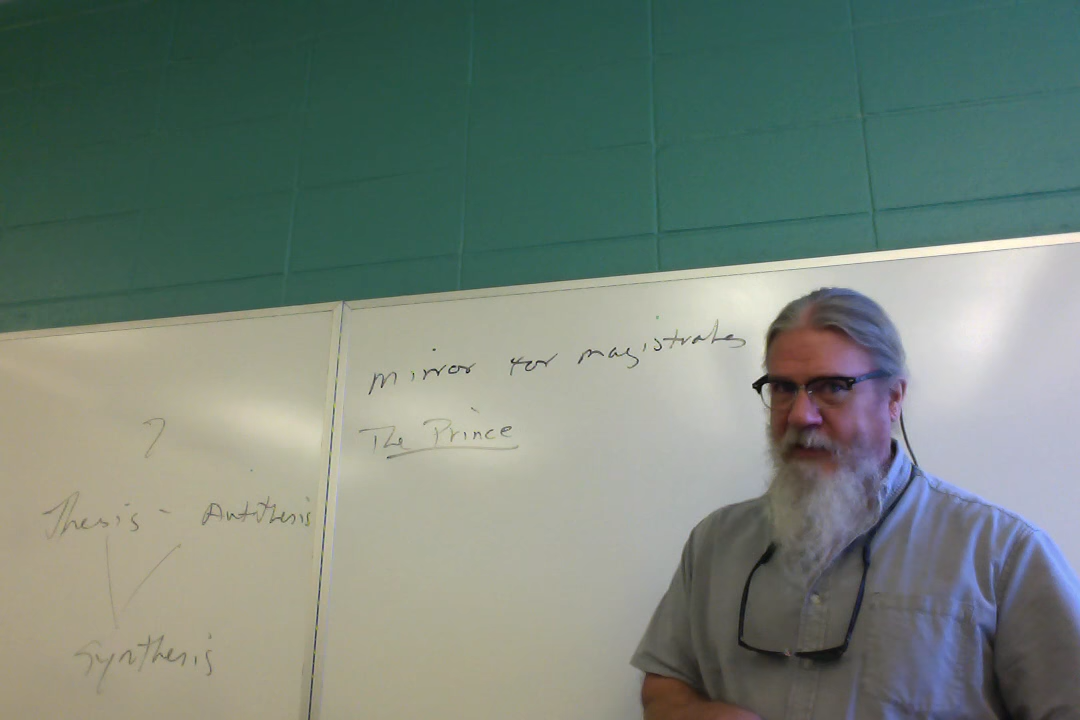 ?
Thesis - Antithesis
Synthesis
mirror for magistrates
The Prince